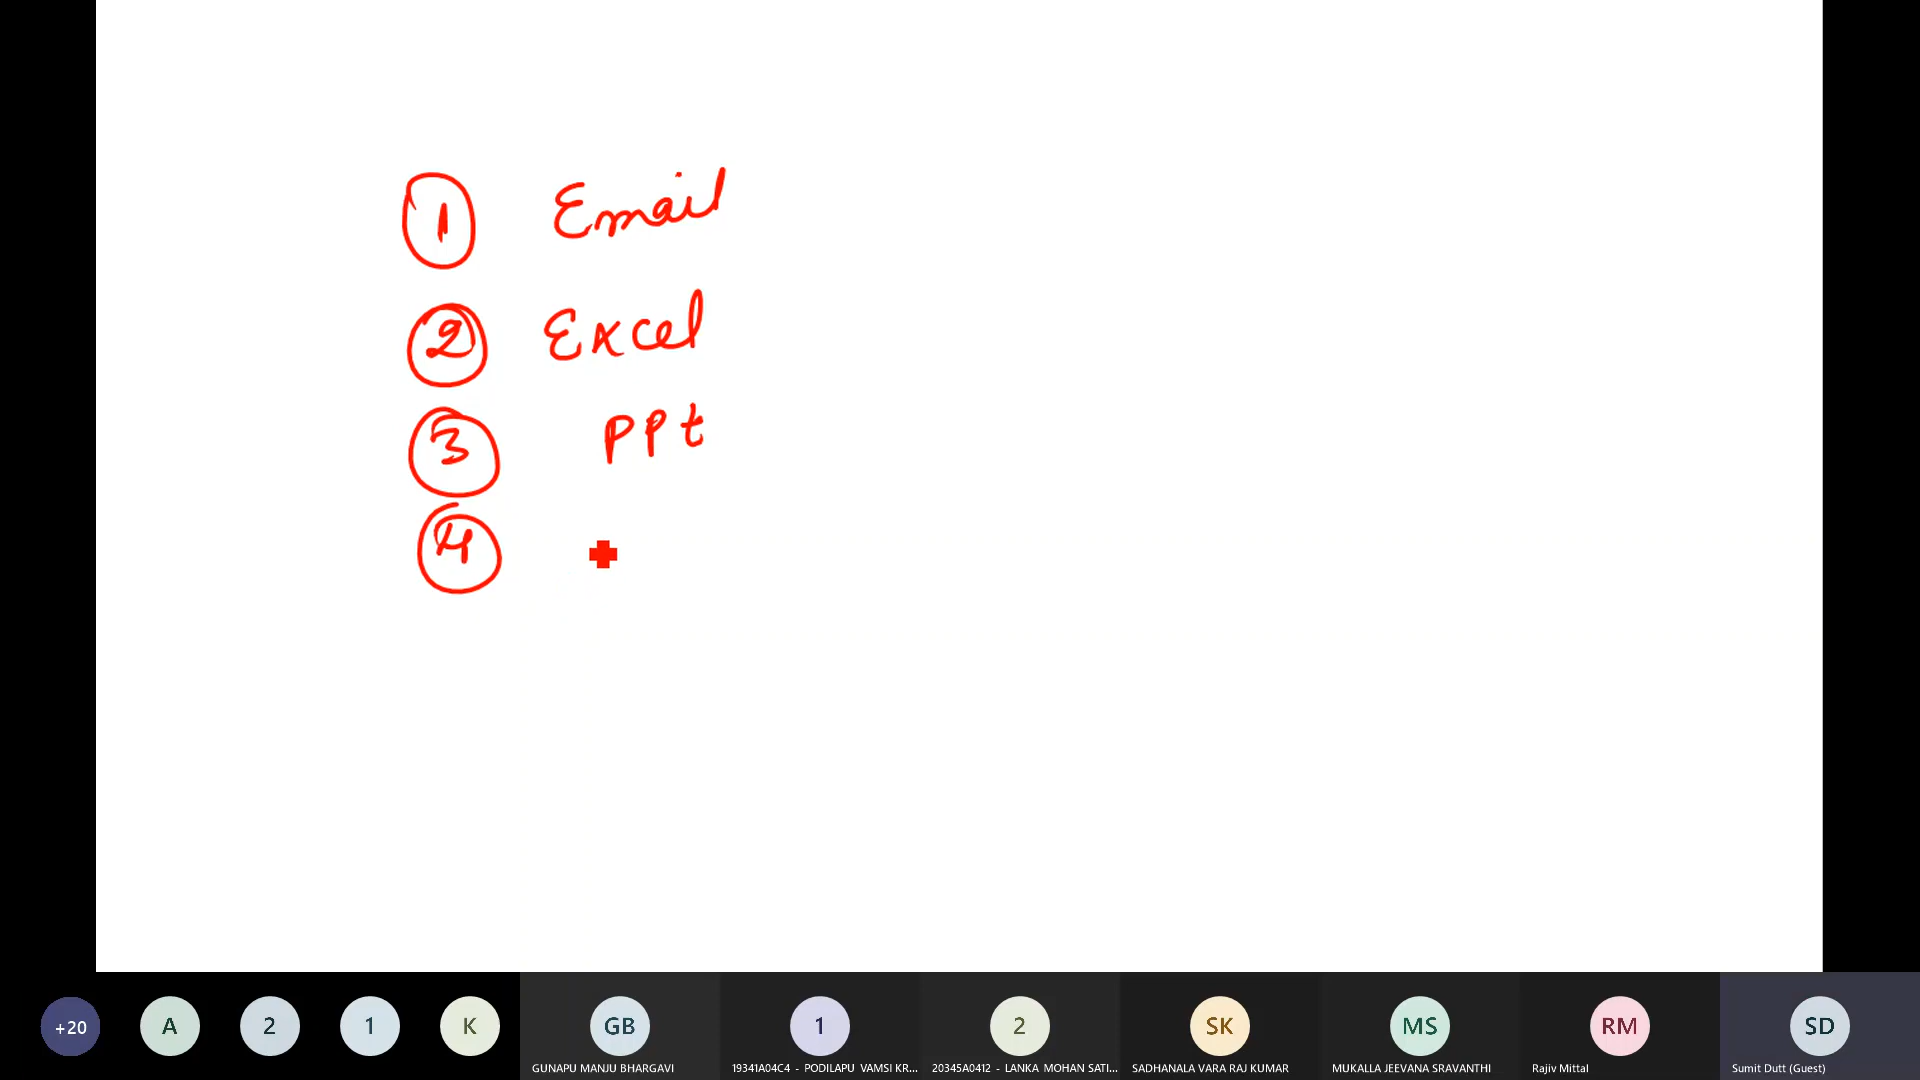 1 Email
2 Excel
3 PPt
4
+20 A 2 1 K GB 1 2 SK MS RM SD
GUNAPU MANJU BHARGAVI 19341A04C4 - PODILAPU VAMSI KR... 20345A0412 - LANKA MOHAN SATI... SADHANALA VARA RAJ KUMAR MUKALLA JEEVANA SRAVANTHI Rajiv Mittal Sumit Dutt (Guest)